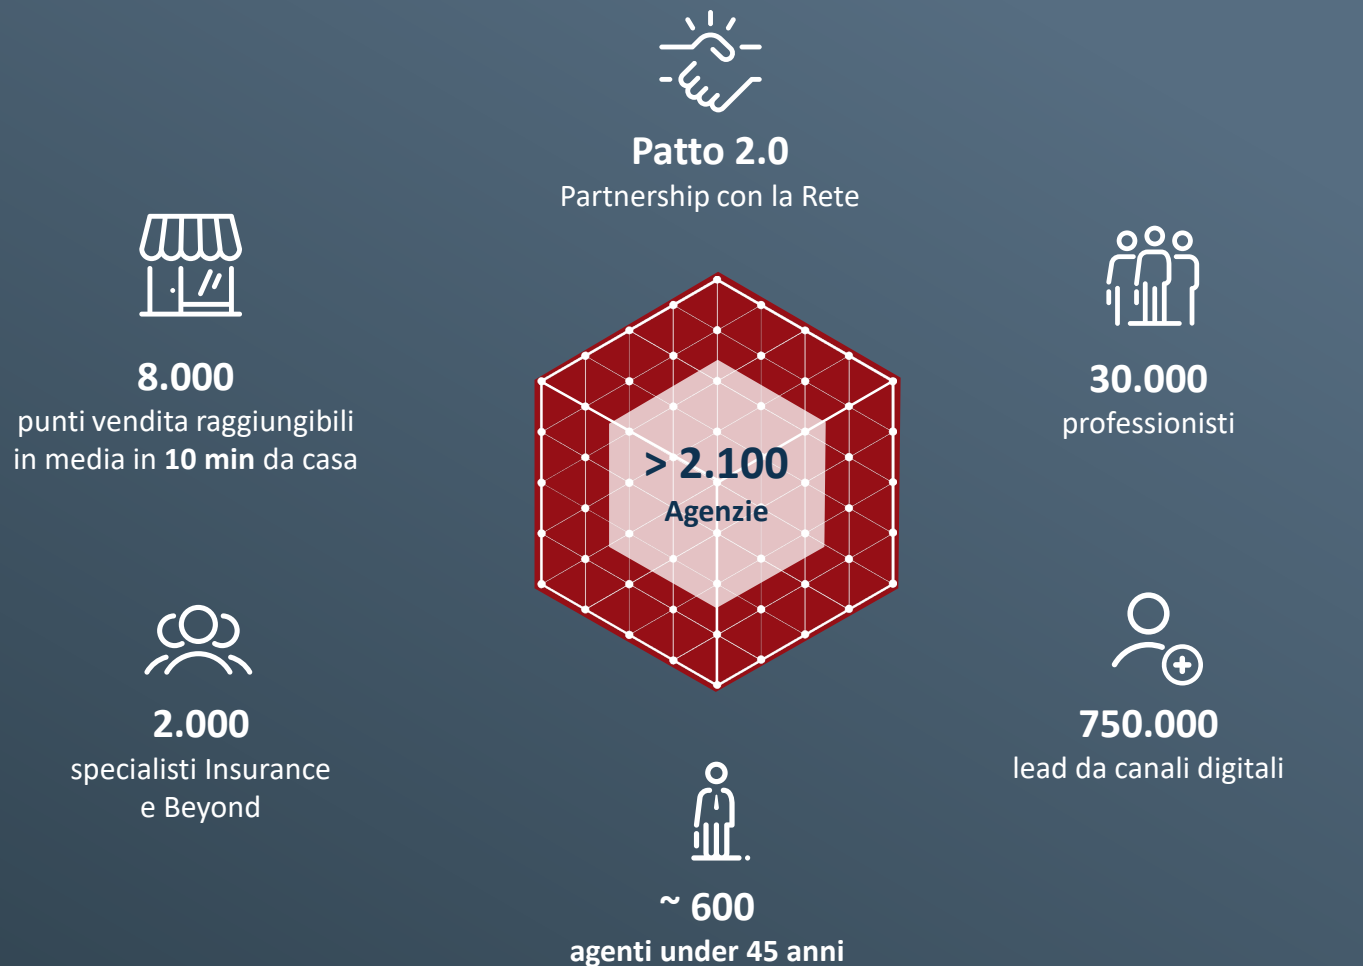 Patto 2.0
Partnership con la Rete
8.000
punti vendita raggiungibili
in media in 10 min da casa
30.000
professionisti
> 2.100
Agenzie
2.000
specialisti Insurance
e Beyond
750.000
lead da canali digitali
~ 600
agenti under 45 anni